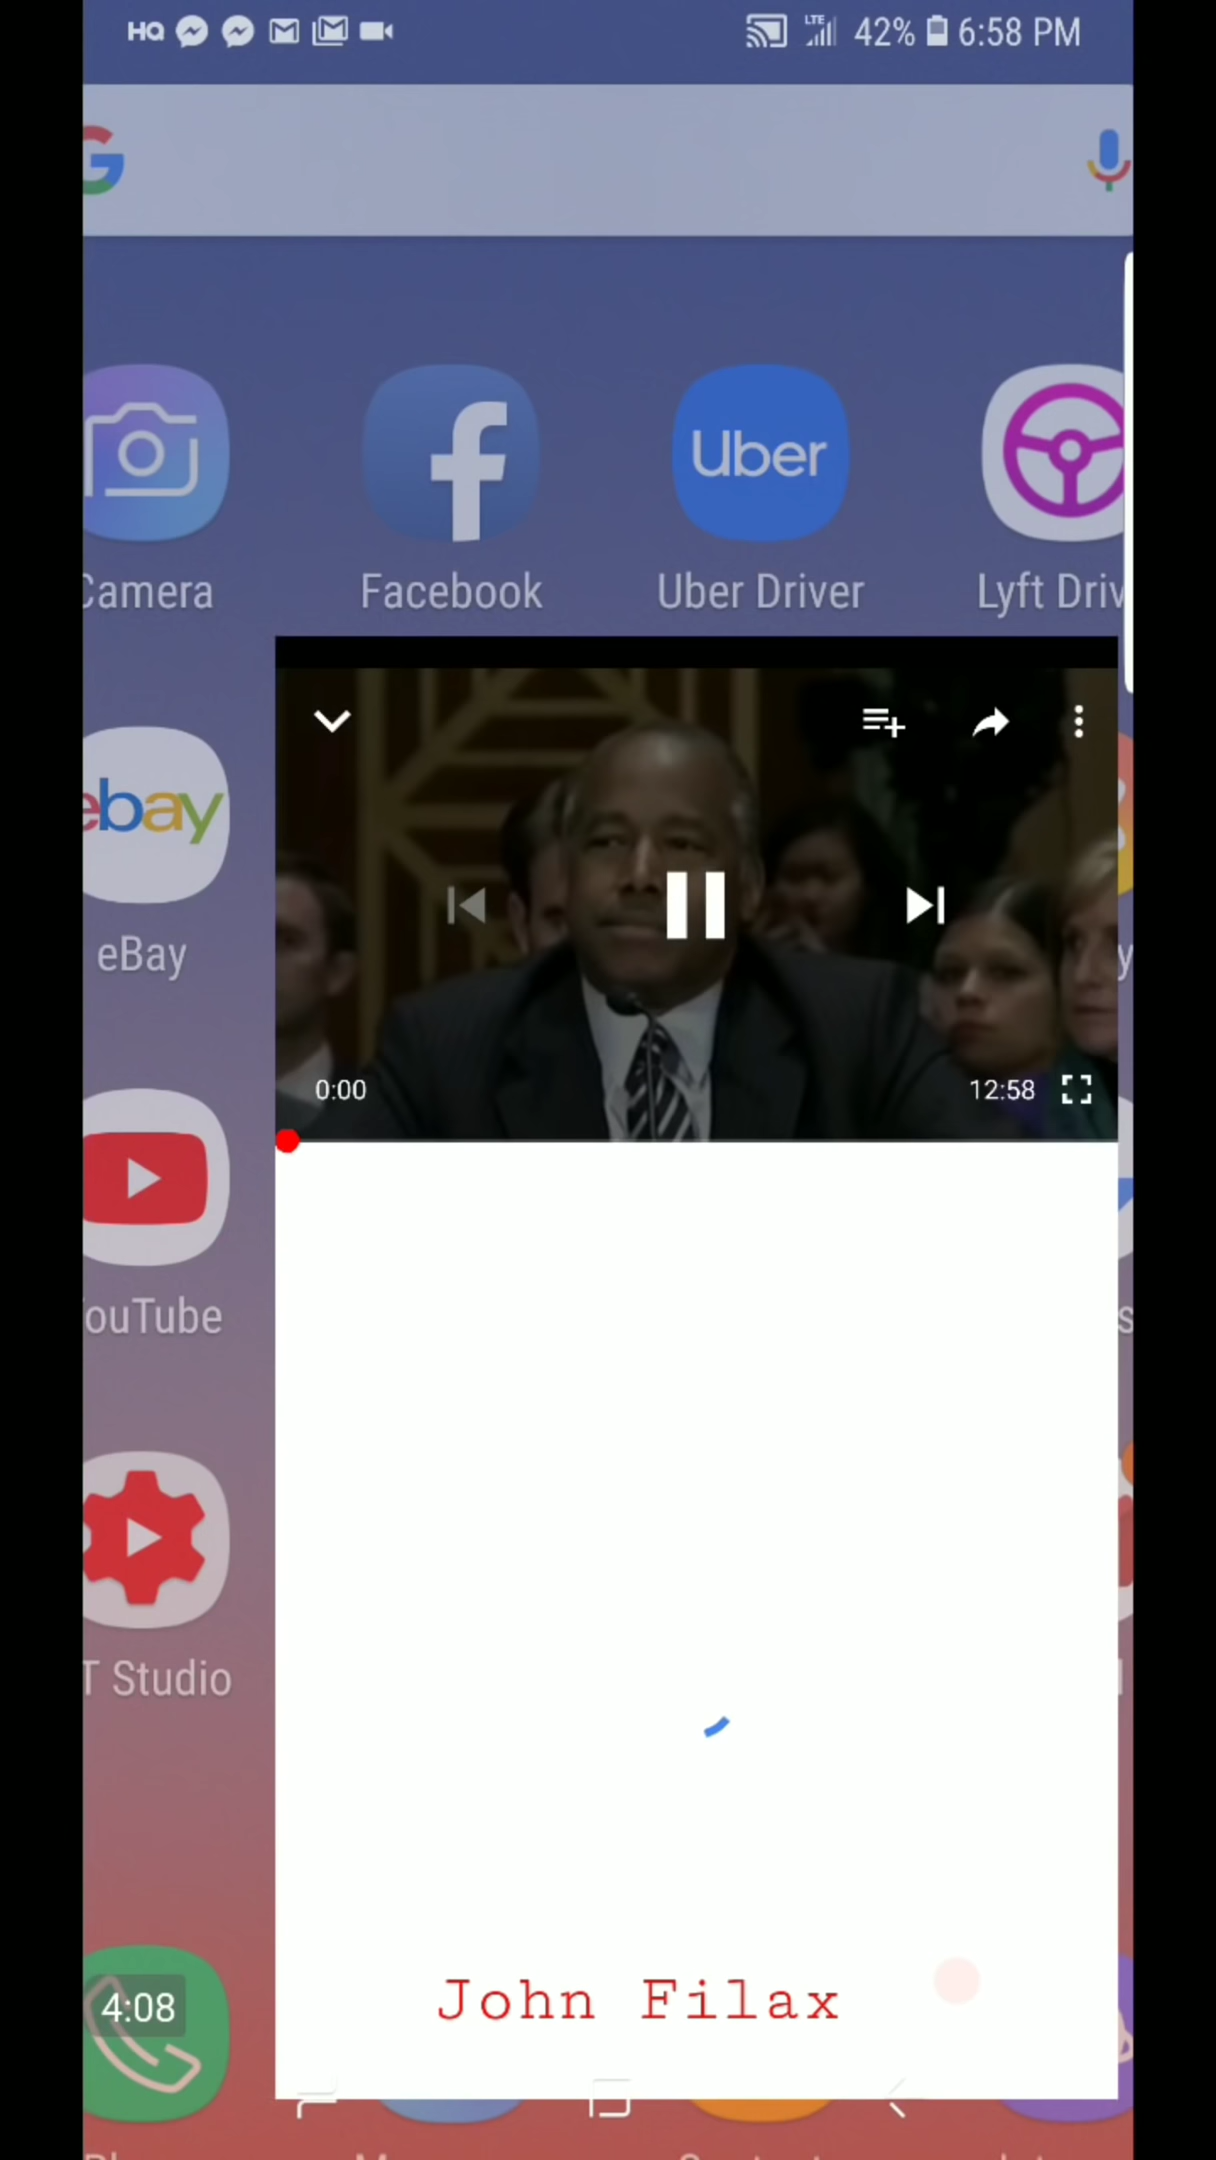 HQ LTE 42% 6:58 PM
Uber
Camera Facebook Uber Driver Lyft Driv
ebay
eBay
0:00 12:58
ouTube
T Studio
4:08
John Filax